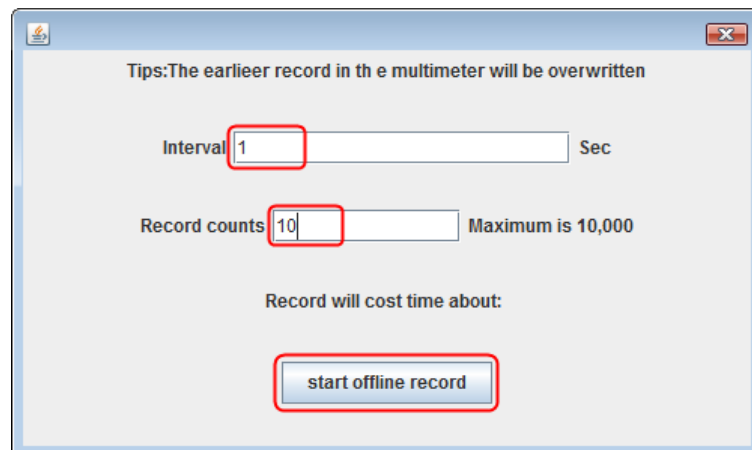 Tips:The earlieer record in th e multimeter will be overwritten
Interval 1 Sec
Record counts 10 Maximum is 10,000
Record will cost time about:
start offline record